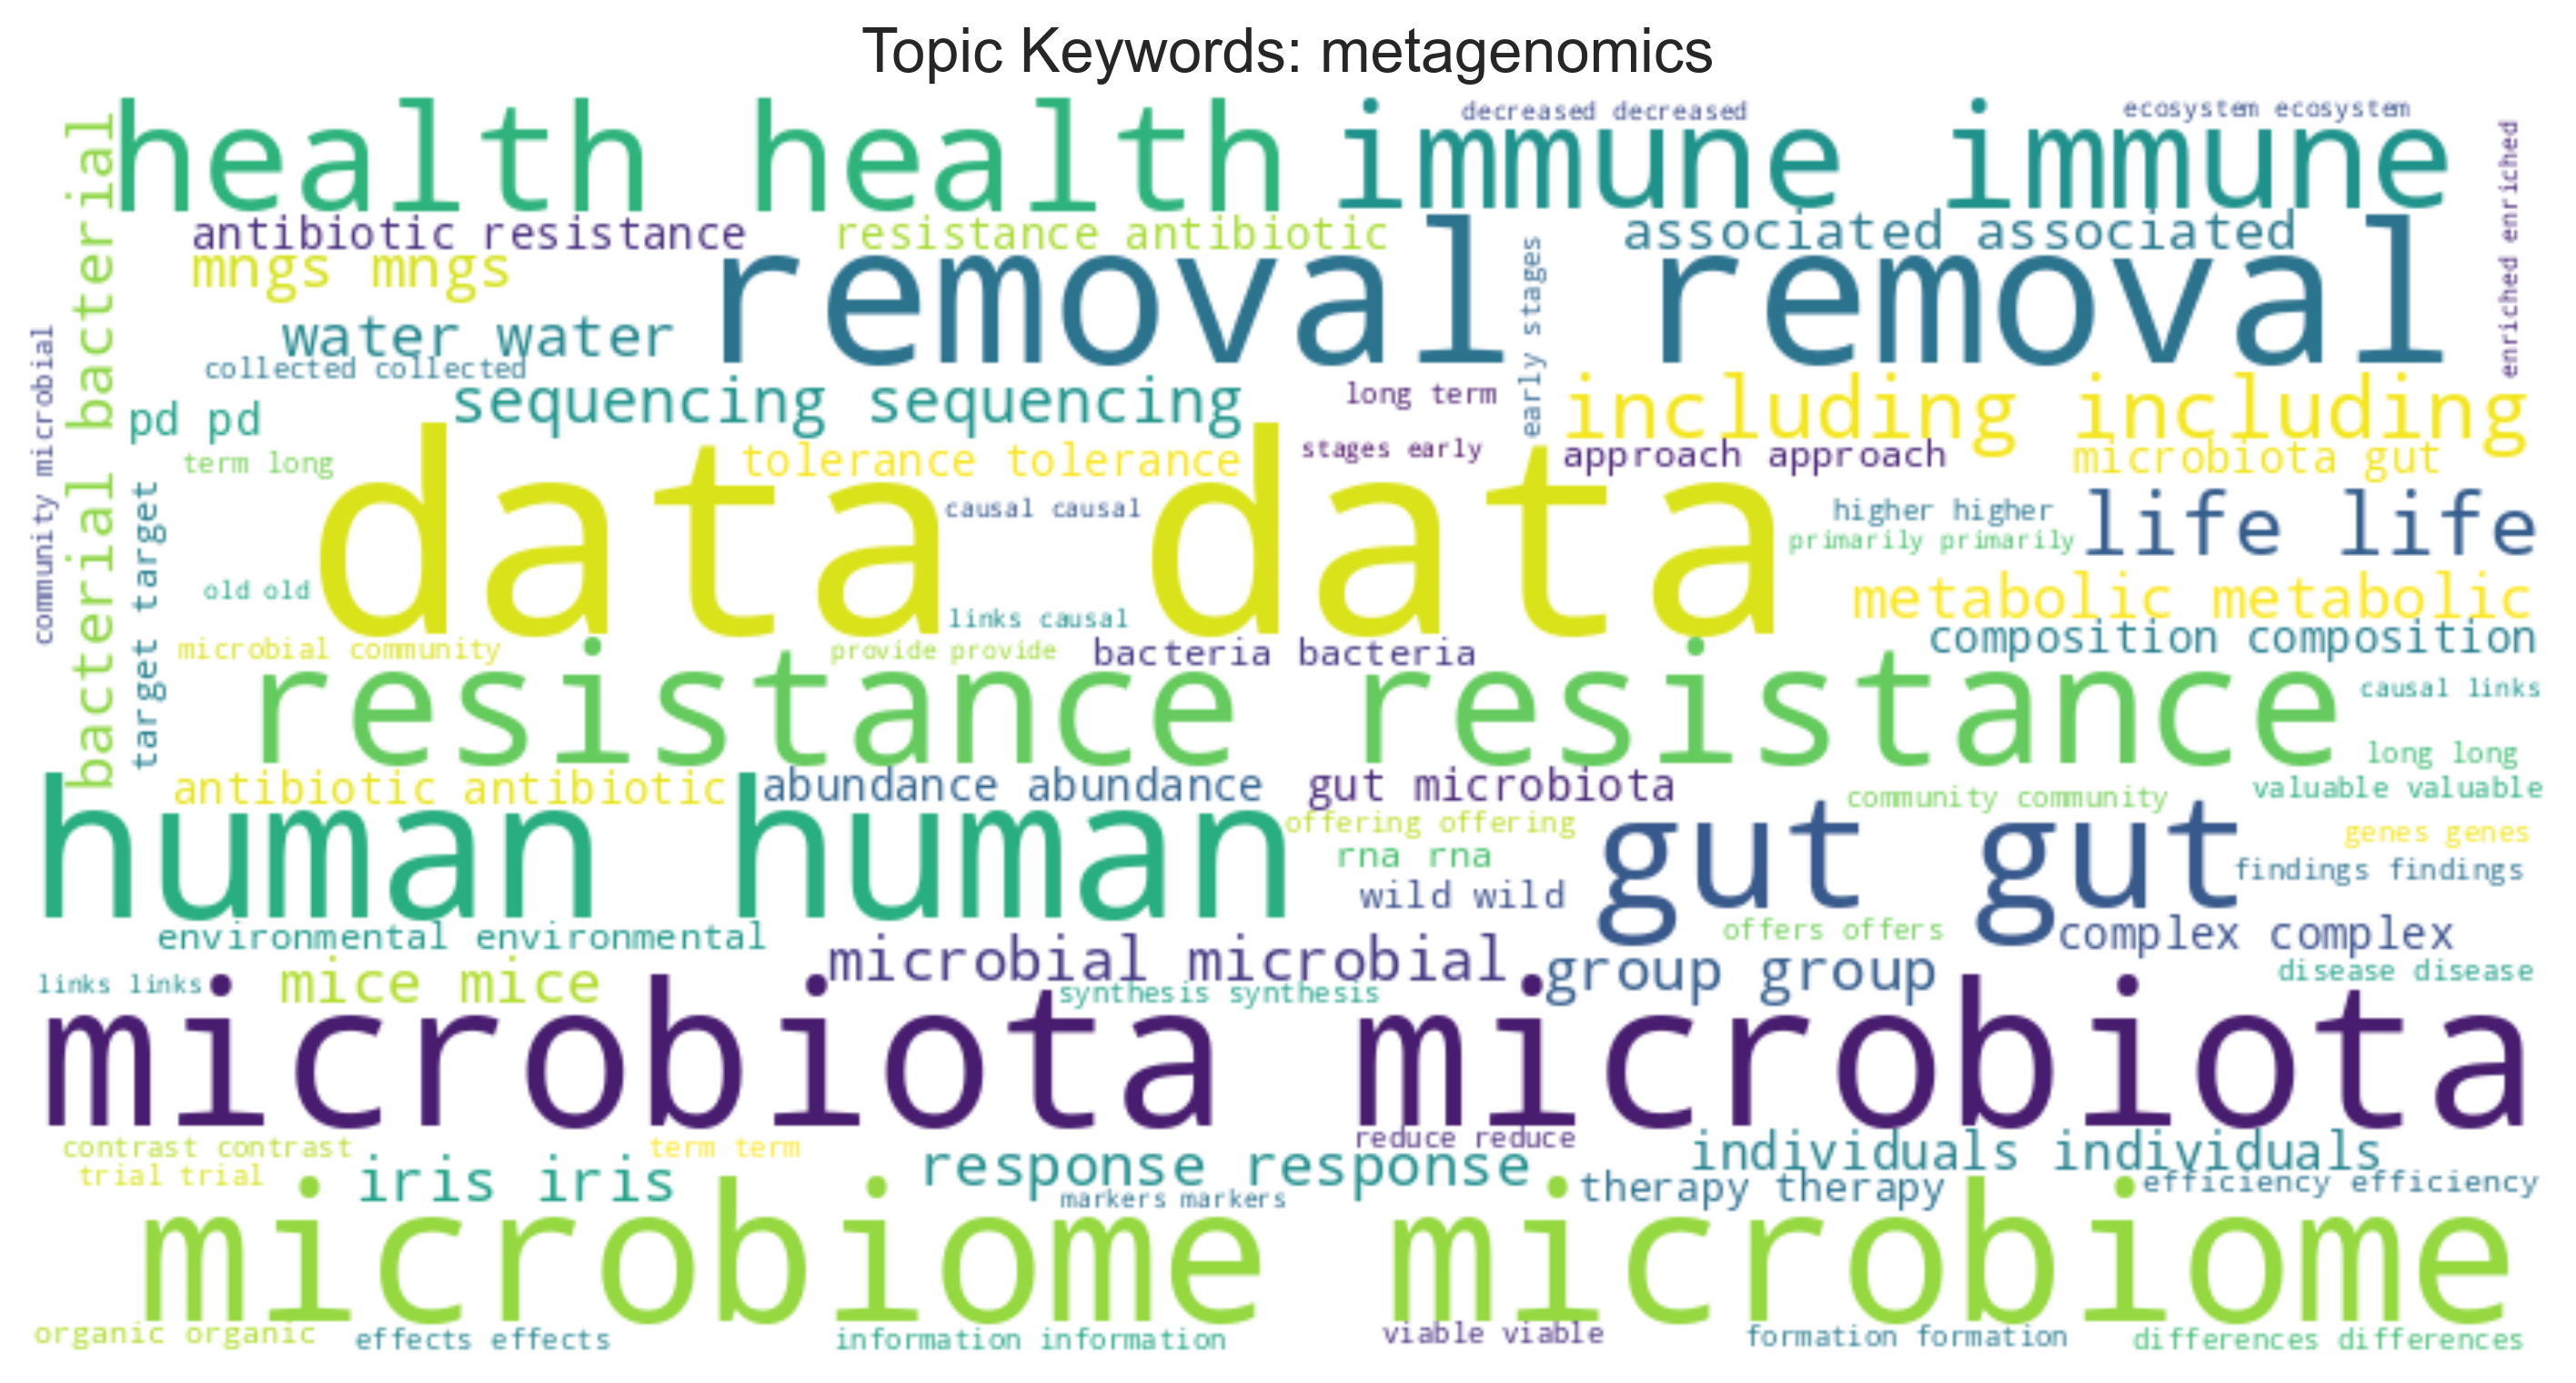 Topic Keywords: metagenomics
health health
immune immune
decreased decreased
ecosystem ecosystem
enriched enriched
bacterial bacterial
antibiotic resistance
resistance antibiotic
associated associated
mngs mngs
removal removal
early stages
water water
collected collected
community microbial
sequencing sequencing
long term
including including
pd pd
term long
tolerance tolerance
stages early
approach approach
microbiota gut
target target
data data
causal causal
higher higher
primarily primarily
life life
old old
links causal
metabolic metabolic
composition composition
microbial community
provide provide
bacteria bacteria
resistance resistance
causal links
long long
antibiotic antibiotic
abundance abundance
gut microbiota
community community
valuable valuable
human human
offering offering
rna rna
wild wild
gut gut
genes genes
findings findings
environmental environmental
offers offers
complex complex
links links
mice mice
microbial microbial
synthesis synthesis
group group
disease disease
microbiota microbiota
contrast contrast
term term
reduce reduce
individuals individuals
trial trial
iris iris
response response
markers markers
therapy therapy
efficiency efficiency
microbiome microbiome
organic organic
effects effects
information information
viable viable
formation formation
differences differences